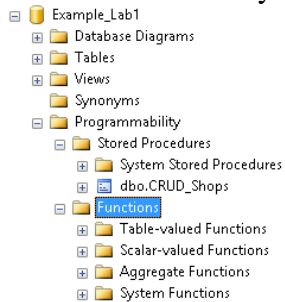 Example_Lab1
Database Diagrams
Tables
Views
Synonyms
Programmability
Stored Procedures
System Stored Procedures
dbo.CRUD_Shops
Functions
Table-valued Functions
Scalar-valued Functions
Aggregate Functions
System Functions